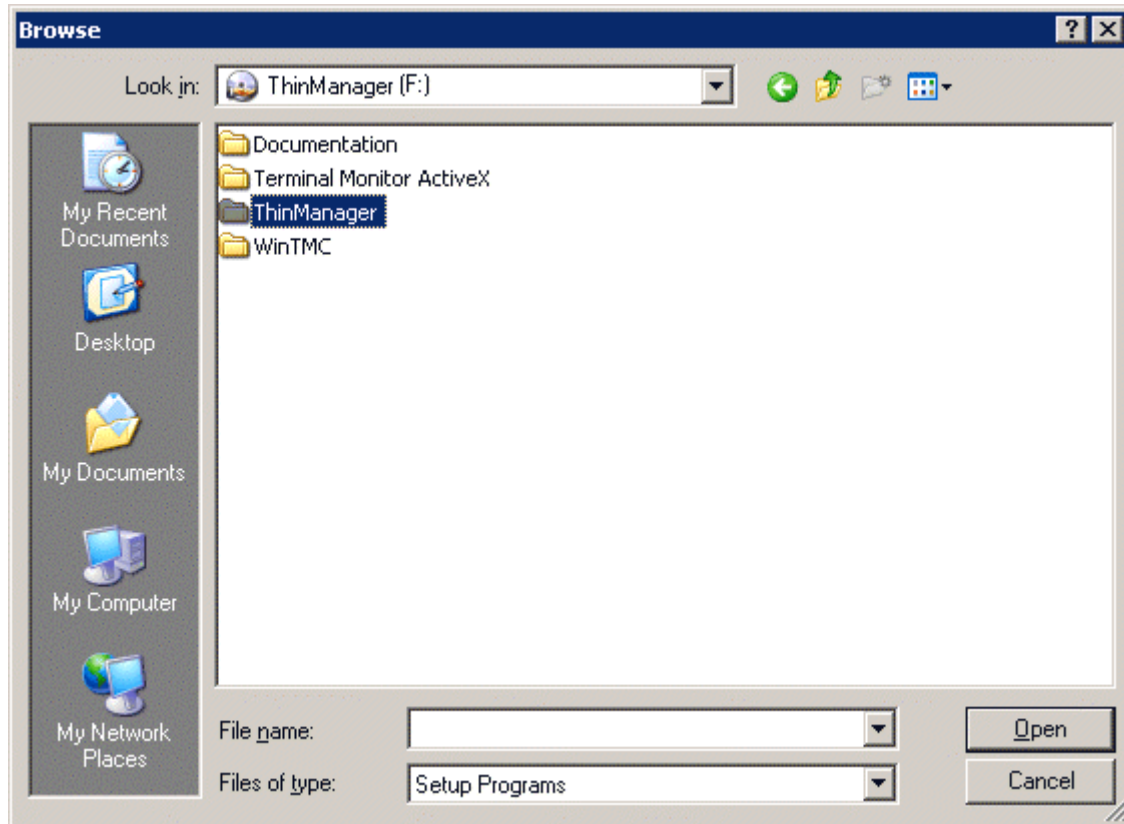 Browse
Look in: ThinManager (F:)
Documentation
Terminal Monitor ActiveX
ThinManager
WinTMC
My Recent
Documents
Desktop
My Documents
My Computer
My Network
Places
File name:
Open
Files of type: Setup Programs
Cancel